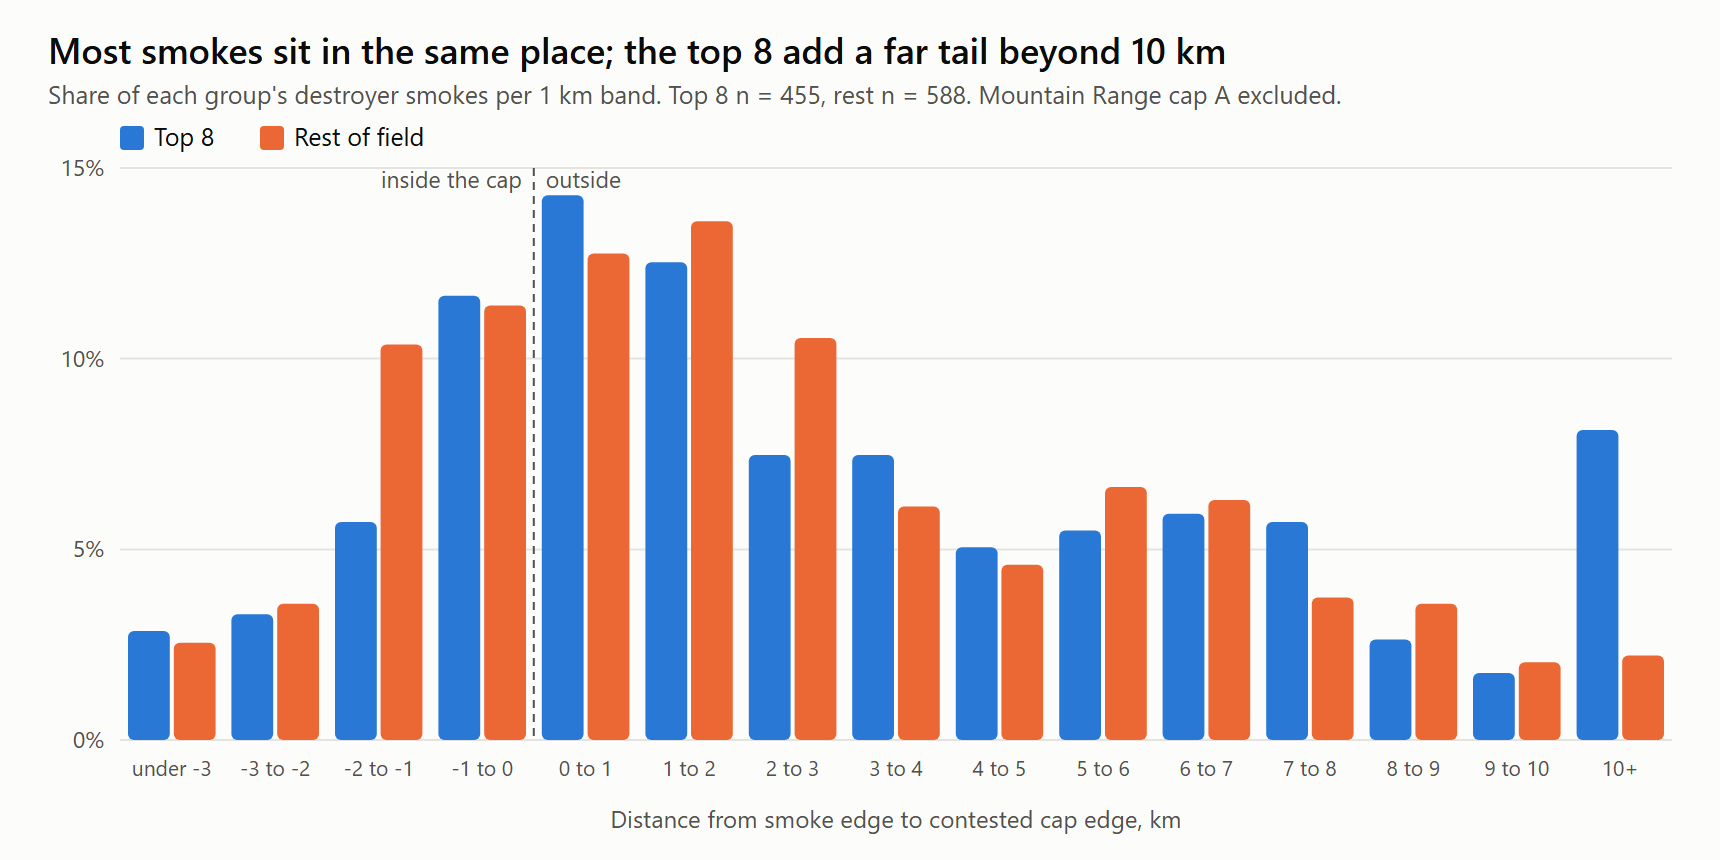 Most smokes sit in the same place; the top 8 add a far tail beyond 10 km
Share of each group's destroyer smokes per 1 km band. Top 8 n = 455, rest n = 588. Mountain Range cap A excluded.
Top 8
Rest of field
15%
inside the cap
outside
10%
5%
0%
under -3
-3 to -2
-2 to -1
-1 to 0
0 to 1
1 to 2
2 to 3
3 to 4
4 to 5
5 to 6
6 to 7
7 to 8
8 to 9
9 to 10
10+
Distance from smoke edge to contested cap edge, km